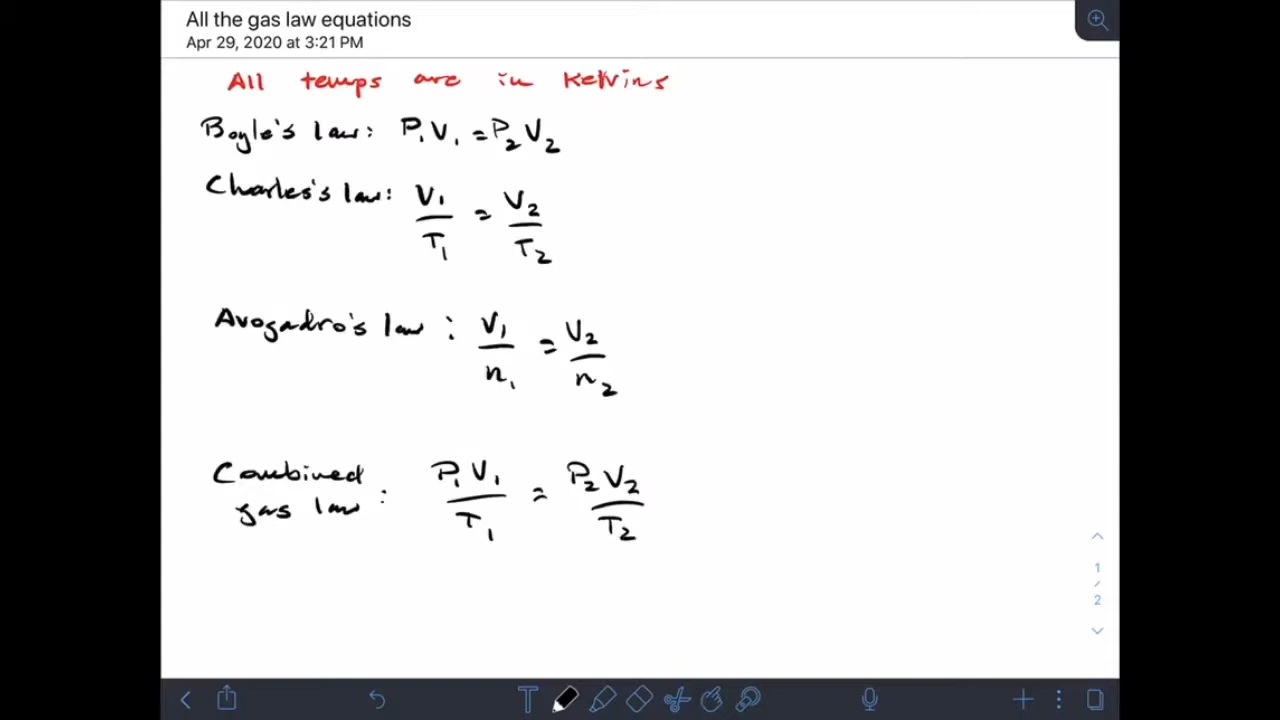 All the gas law equations
Apr 29, 2020 at 3:21 PM
All temps are in Kelvins
Boyle's law: P₁V₁ = P₂V₂
Charles's law: V₁/T₁ = V₂/T₂
Avogadro's law: V₁/n₁ = V₂/n₂
Combined
gas law: P₁V₁/T₁ = P₂V₂/T₂
1
/
2
T